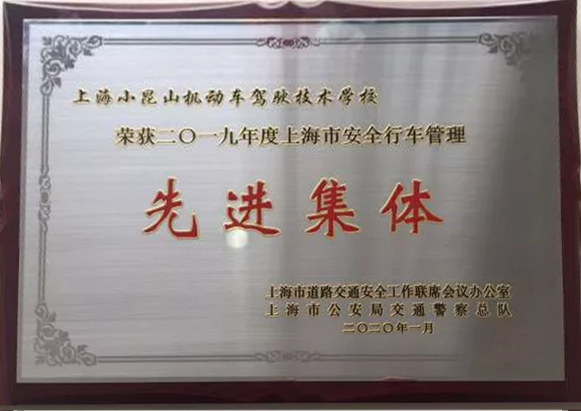 上海小昆山机动车驾驶技术学校
荣获二〇一九年度上海市安全行车管理
先进集体
上海市道路交通安全工作联席会议办公室
上海市公安局交通警察总队
二〇二〇年一月